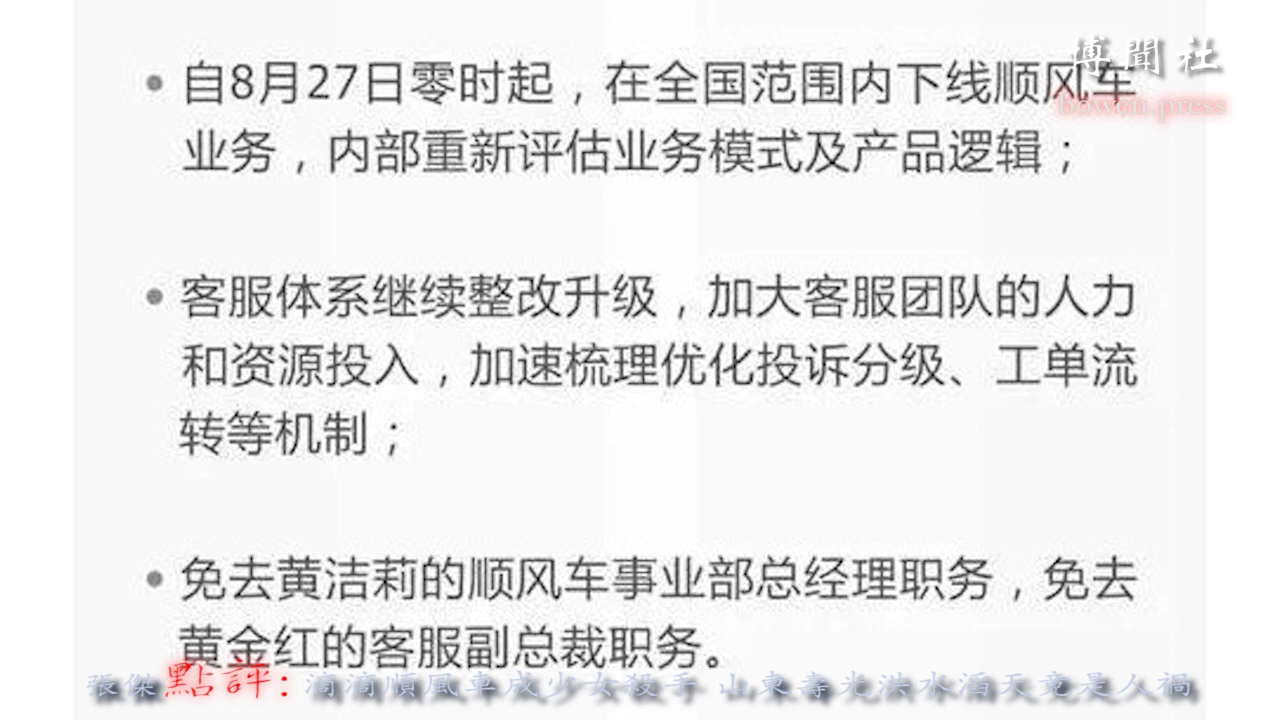 博聞社
bowen.press
• 自8月27日零时起，在全国范围内下线顺风车
业务，内部重新评估业务模式及产品逻辑；
• 客服体系继续整改升级，加大客服团队的人力
和资源投入，加速梳理优化投诉分级、工单流
转等机制；
• 免去黄洁莉的顺风车事业部总经理职务，免去
黄金红的客服副总裁职务。
張傑點評：滴滴順風車成少女殺手 山東壽光洪水滔天竟是人禍